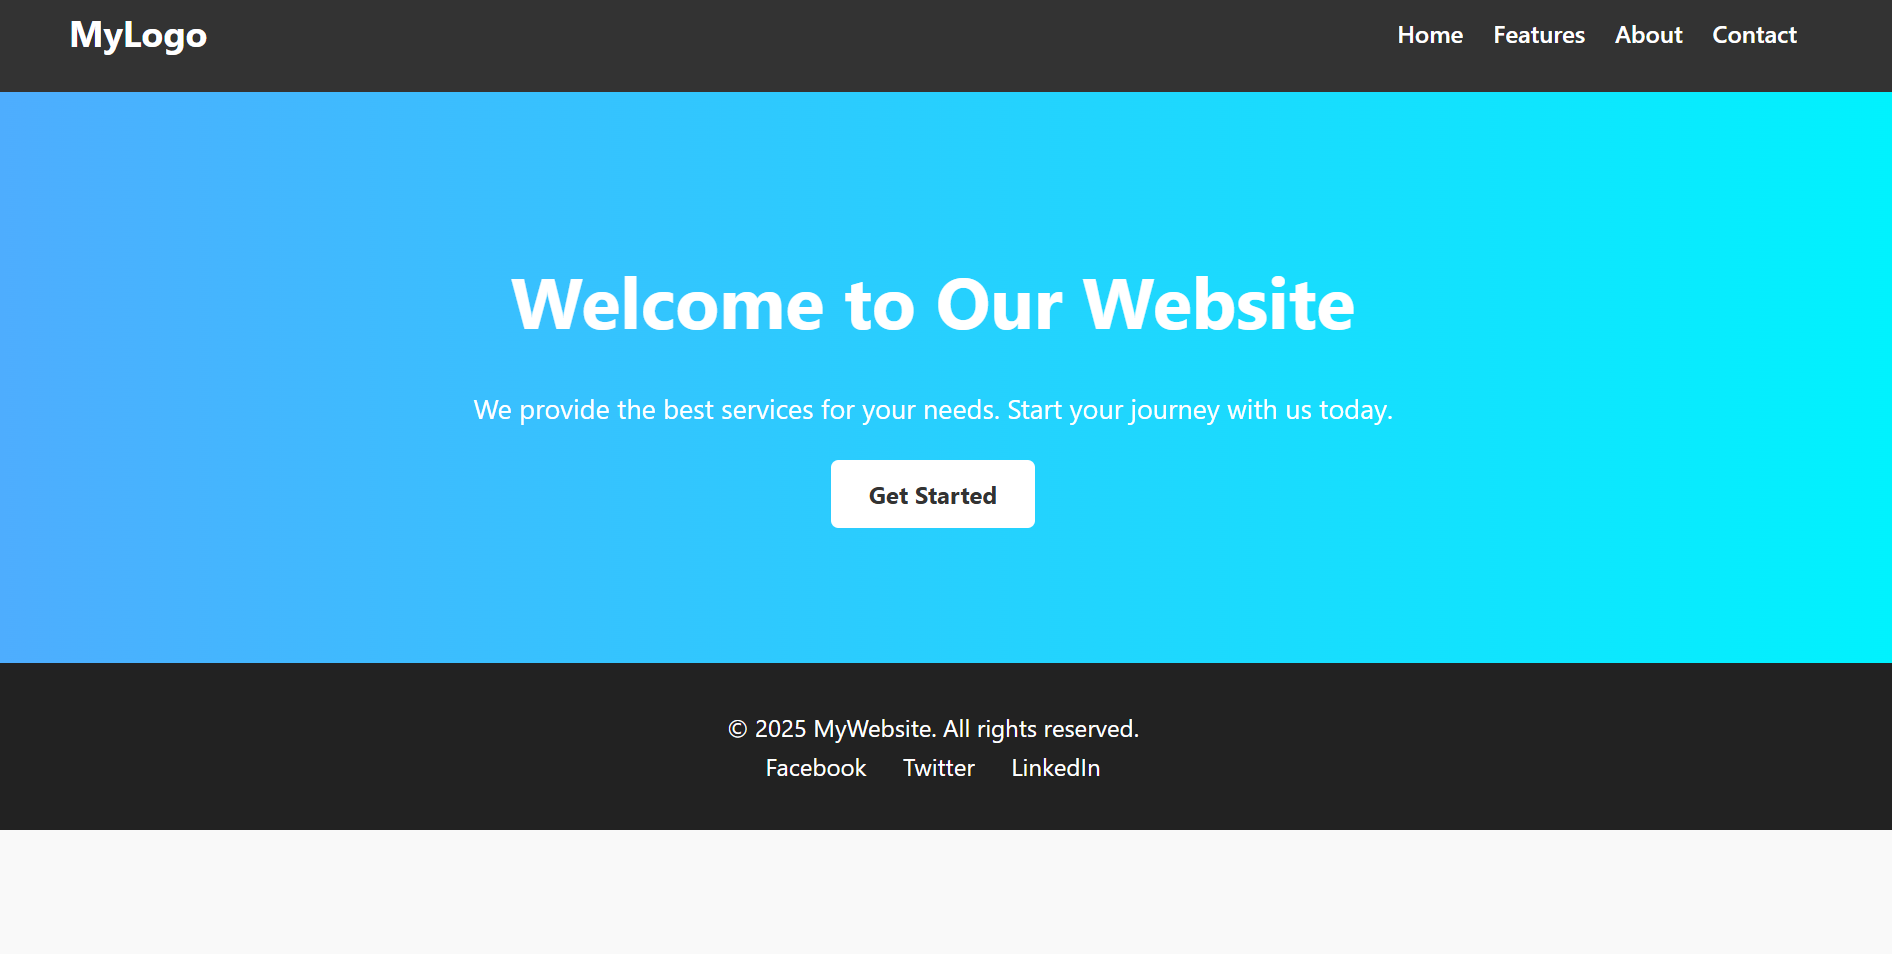 MyLogo
Home Features About Contact
Welcome to Our Website
We provide the best services for your needs. Start your journey with us today.
Get Started
© 2025 MyWebsite. All rights reserved.
Facebook Twitter LinkedIn